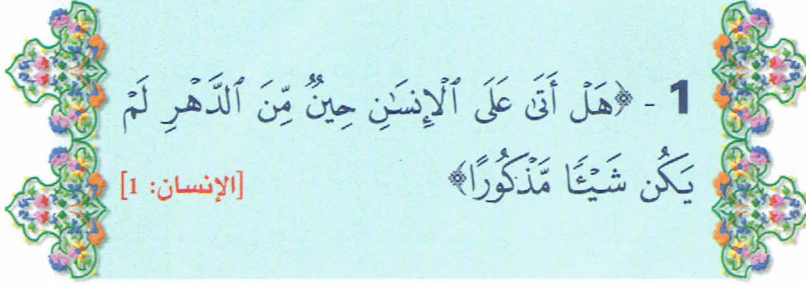 1 - ﴿هَلْ أَتَىٰ عَلَى ٱلْإِنسَٰنِ حِينٌ مِّنَ ٱلدَّهْرِ لَمْ
يَكُن شَيْـًٔا مَّذْكُورًا﴾ [الإنسان: 1]